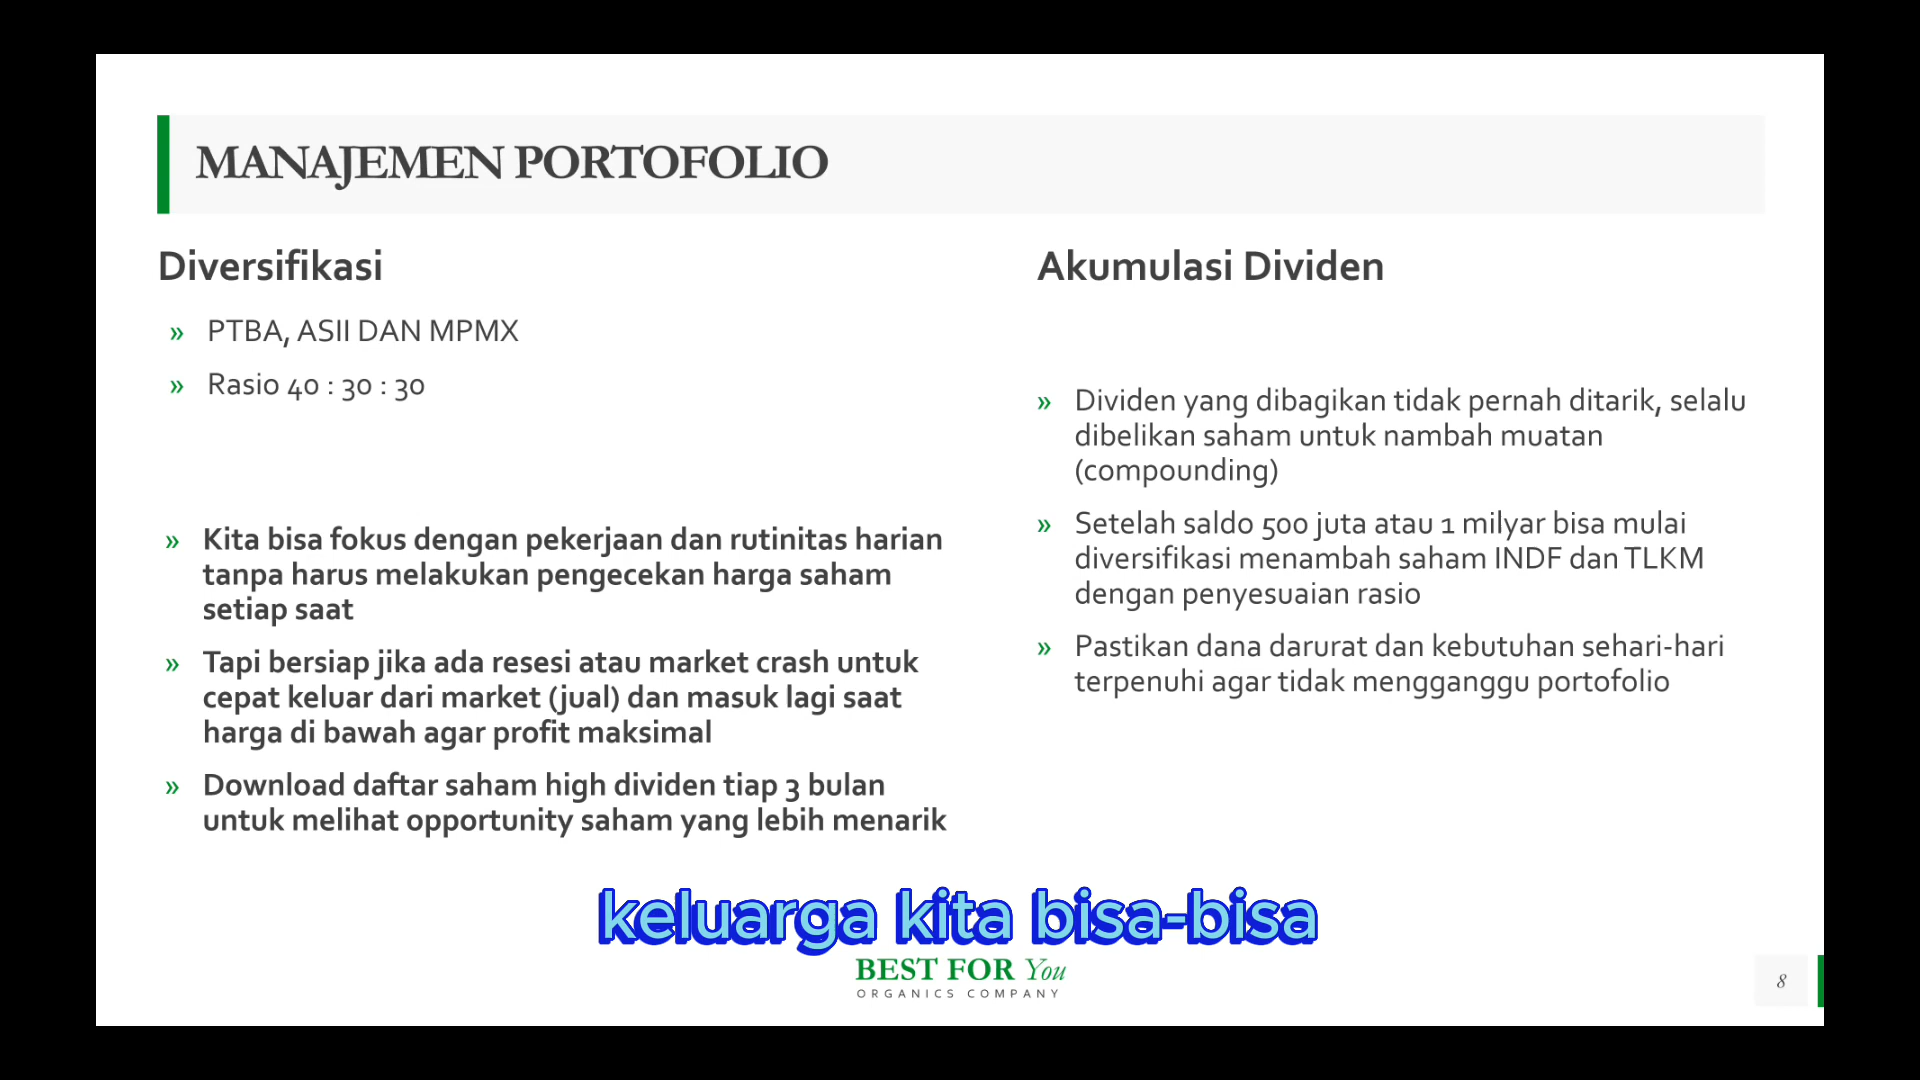 MANAJEMEN PORTOFOLIO
Diversifikasi
» PTBA, ASII DAN MPMX
» Rasio 40 : 30 : 30
» Kita bisa fokus dengan pekerjaan dan rutinitas harian
tanpa harus melakukan pengecekan harga saham
setiap saat
» Tapi bersiap jika ada resesi atau market crash untuk
cepat keluar dari market (jual) dan masuk lagi saat
harga di bawah agar profit maksimal
» Download daftar saham high dividen tiap 3 bulan
untuk melihat opportunity saham yang lebih menarik
Akumulasi Dividen
» Dividen yang dibagikan tidak pernah ditarik, selalu
dibelikan saham untuk nambah muatan
(compounding)
» Setelah saldo 500 juta atau 1 milyar bisa mulai
diversifikasi menambah saham INDF dan TLKM
dengan penyesuaian rasio
» Pastikan dana darurat dan kebutuhan sehari-hari
terpenuhi agar tidak mengganggu portofolio
keluarga kita bisa-bisa
BEST FOR You
ORGANICS COMPANY
8